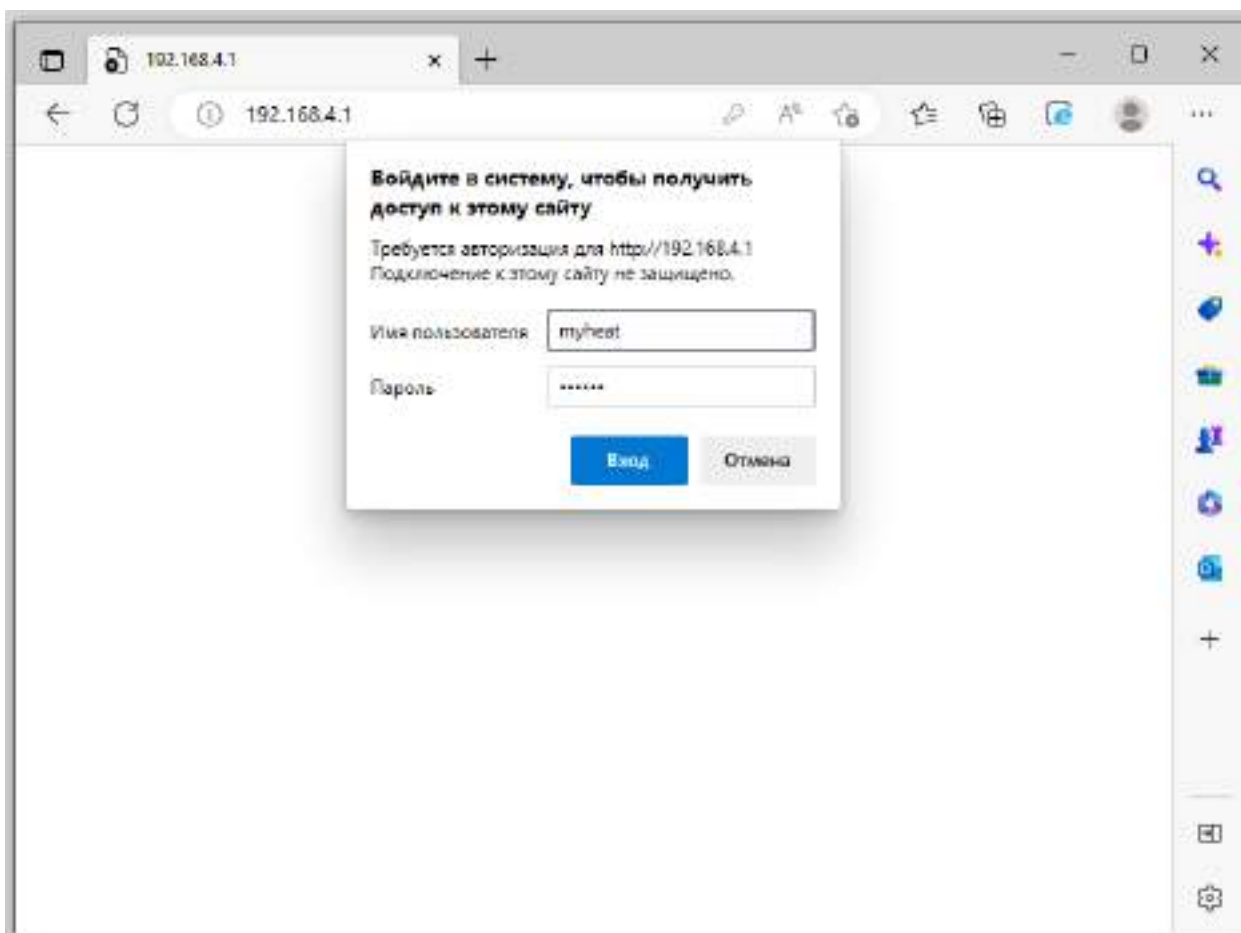 192.168.4.1
192.168.4.1
Войдите в систему, чтобы получить
доступ к этому сайту
Требуется авторизация для http://192.168.4.1
Подключение к этому сайту не защищено.
Имя пользователя myheat
Пароль ••••••
Вход Отмена